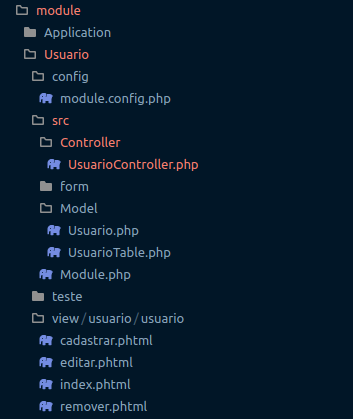 module
Application
Usuario
config
module.config.php
src
Controller
UsuarioController.php
form
Model
Usuario.php
UsuarioTable.php
Module.php
teste
view/usuario/usuario
cadastrar.phtml
editar.phtml
index.phtml
remover.phtml